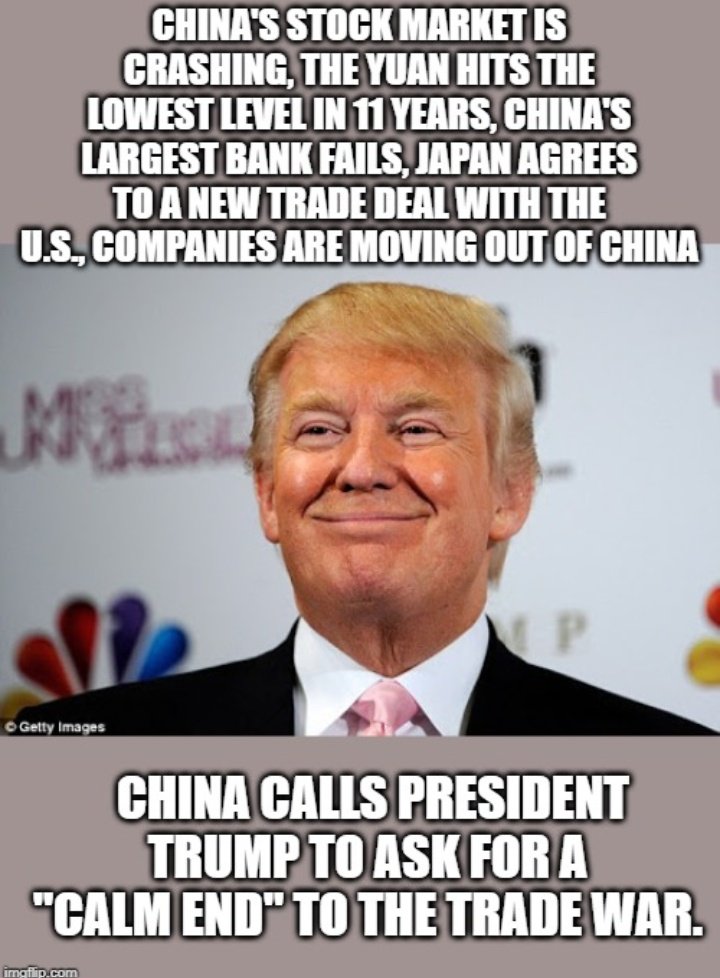 CHINA'S STOCK MARKET IS
CRASHING, THE YUAN HITS THE
LOWEST LEVEL IN 11 YEARS, CHINA'S
LARGEST BANK FAILS, JAPAN AGREES
TO A NEW TRADE DEAL WITH THE
U.S., COMPANIES ARE MOVING OUT OF CHINA
MISS
UNIVERSE
M P
© Getty Images
CHINA CALLS PRESIDENT
TRUMP TO ASK FOR A
"CALM END" TO THE TRADE WAR.
imgflip.com